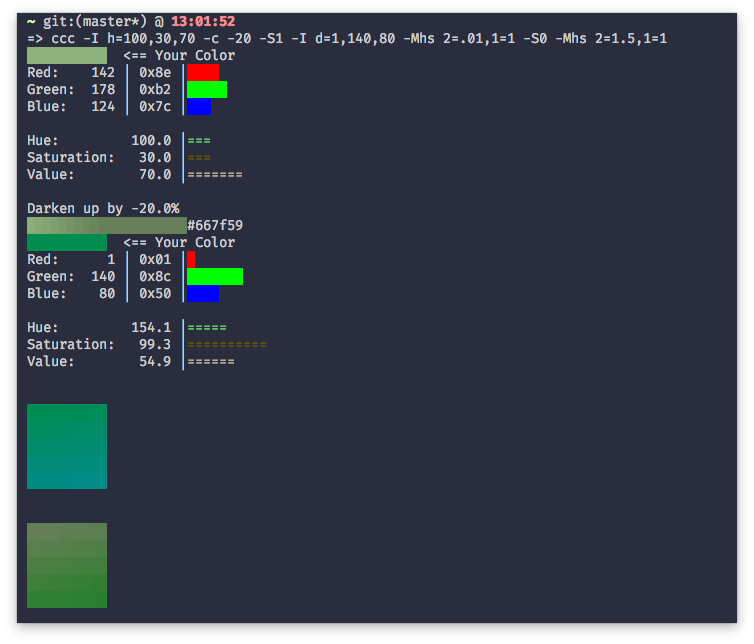 ~ git:(master*) @ 13:01:52
=> ccc -I h=100,30,70 -c -20 -S1 -I d=1,140,80 -Mhs 2=.01,1=1 -S0 -Mhs 2=1.5,1=1
<== Your Color
Red: 142 | 0x8e |
Green: 178 | 0xb2 |
Blue: 124 | 0x7c |
Hue: 100.0 |===
Saturation: 30.0 |===
Value: 70.0 |=======
Darken up by -20.0%
#667f59
<== Your Color
Red: 1 | 0x01 |
Green: 140 | 0x8c |
Blue: 80 | 0x50 |
Hue: 154.1 |=====
Saturation: 99.3 |==========
Value: 54.9 |======